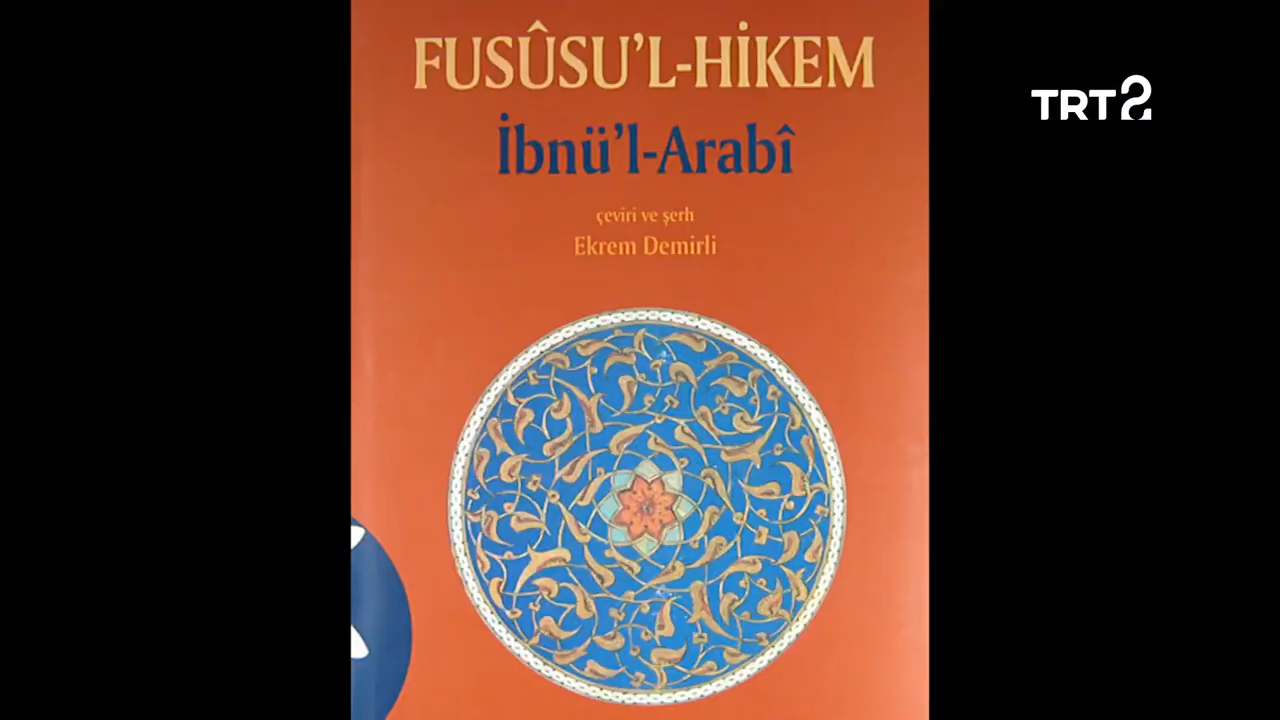 FUSÛSU'L-HİKEM
İbnü'l-Arabî
çeviri ve şerh
Ekrem Demirli
TRT2